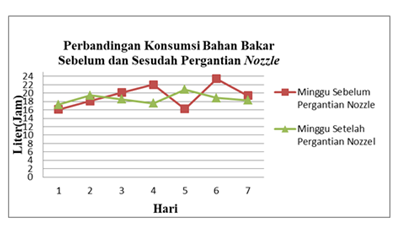 Perbandingan Konsumsi Bahan Bakar
Sebelum dan Sesudah Pergantian Nozzle
Liter(Jam)
24
22
20
18
16
14
12
10
8
6
4
2
0
1 2 3 4 5 6 7
Hari
Minggu Sebelum
Pergantian Nozzle
Minggu Setelah
Pergantian Nozzel